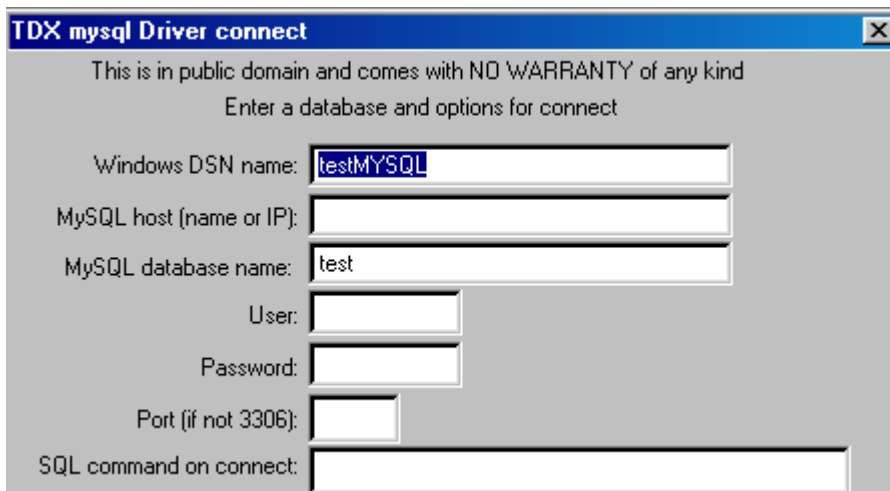 TDX mysql Driver connect
This is in public domain and comes with NO WARRANTY of any kind
Enter a database and options for connect
Windows DSN name: testMYSQL
MySQL host (name or IP):
MySQL database name: test
User:
Password:
Port (if not 3306):
SQL command on connect: